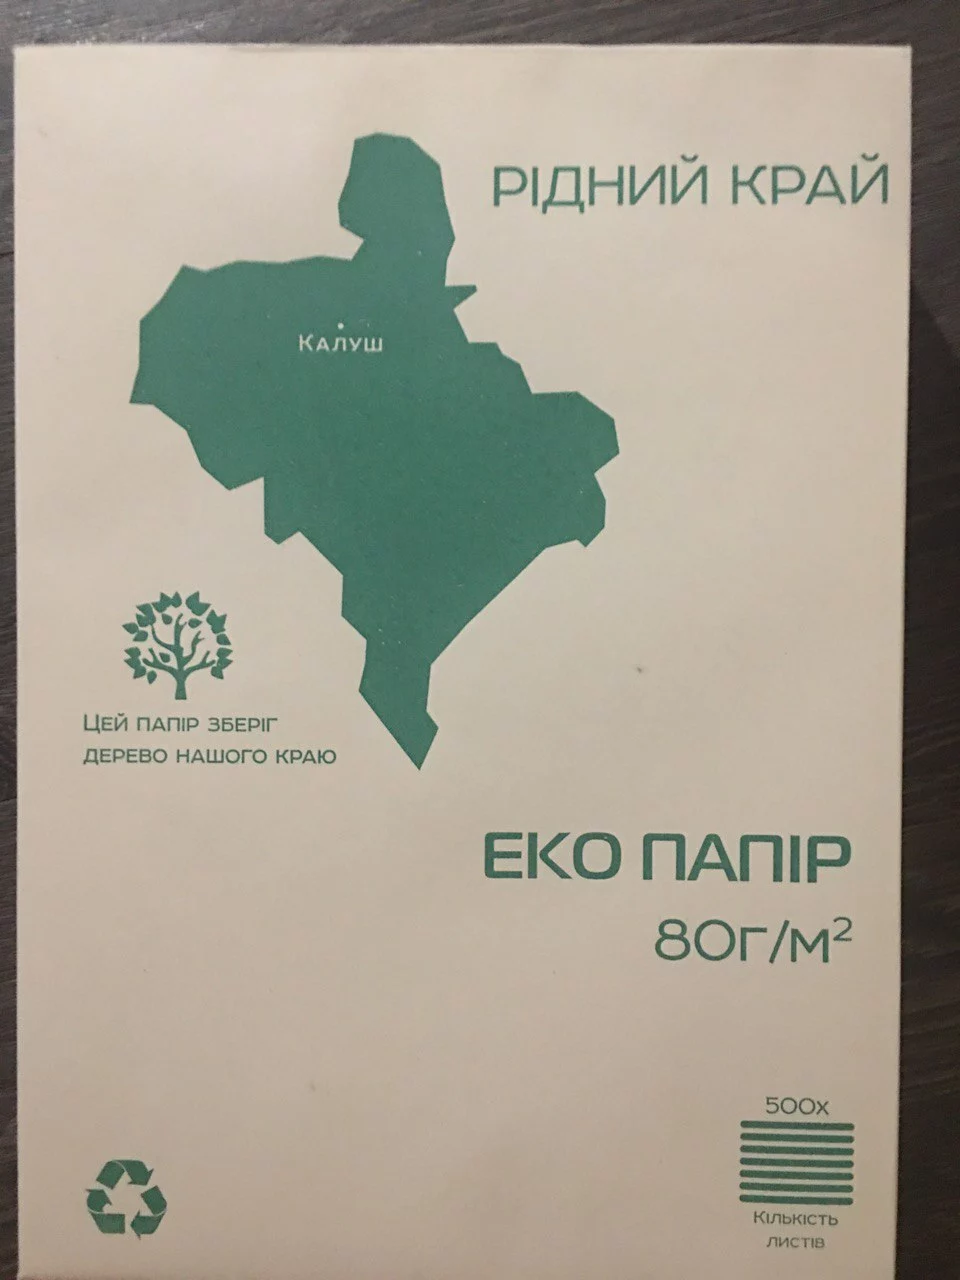 РІДНИЙ КРАЙ
Калуш
Цей папір зберіг
дерево нашого краю
ЕКО ПАПІР
80г/м²
500х
Кількість
листів